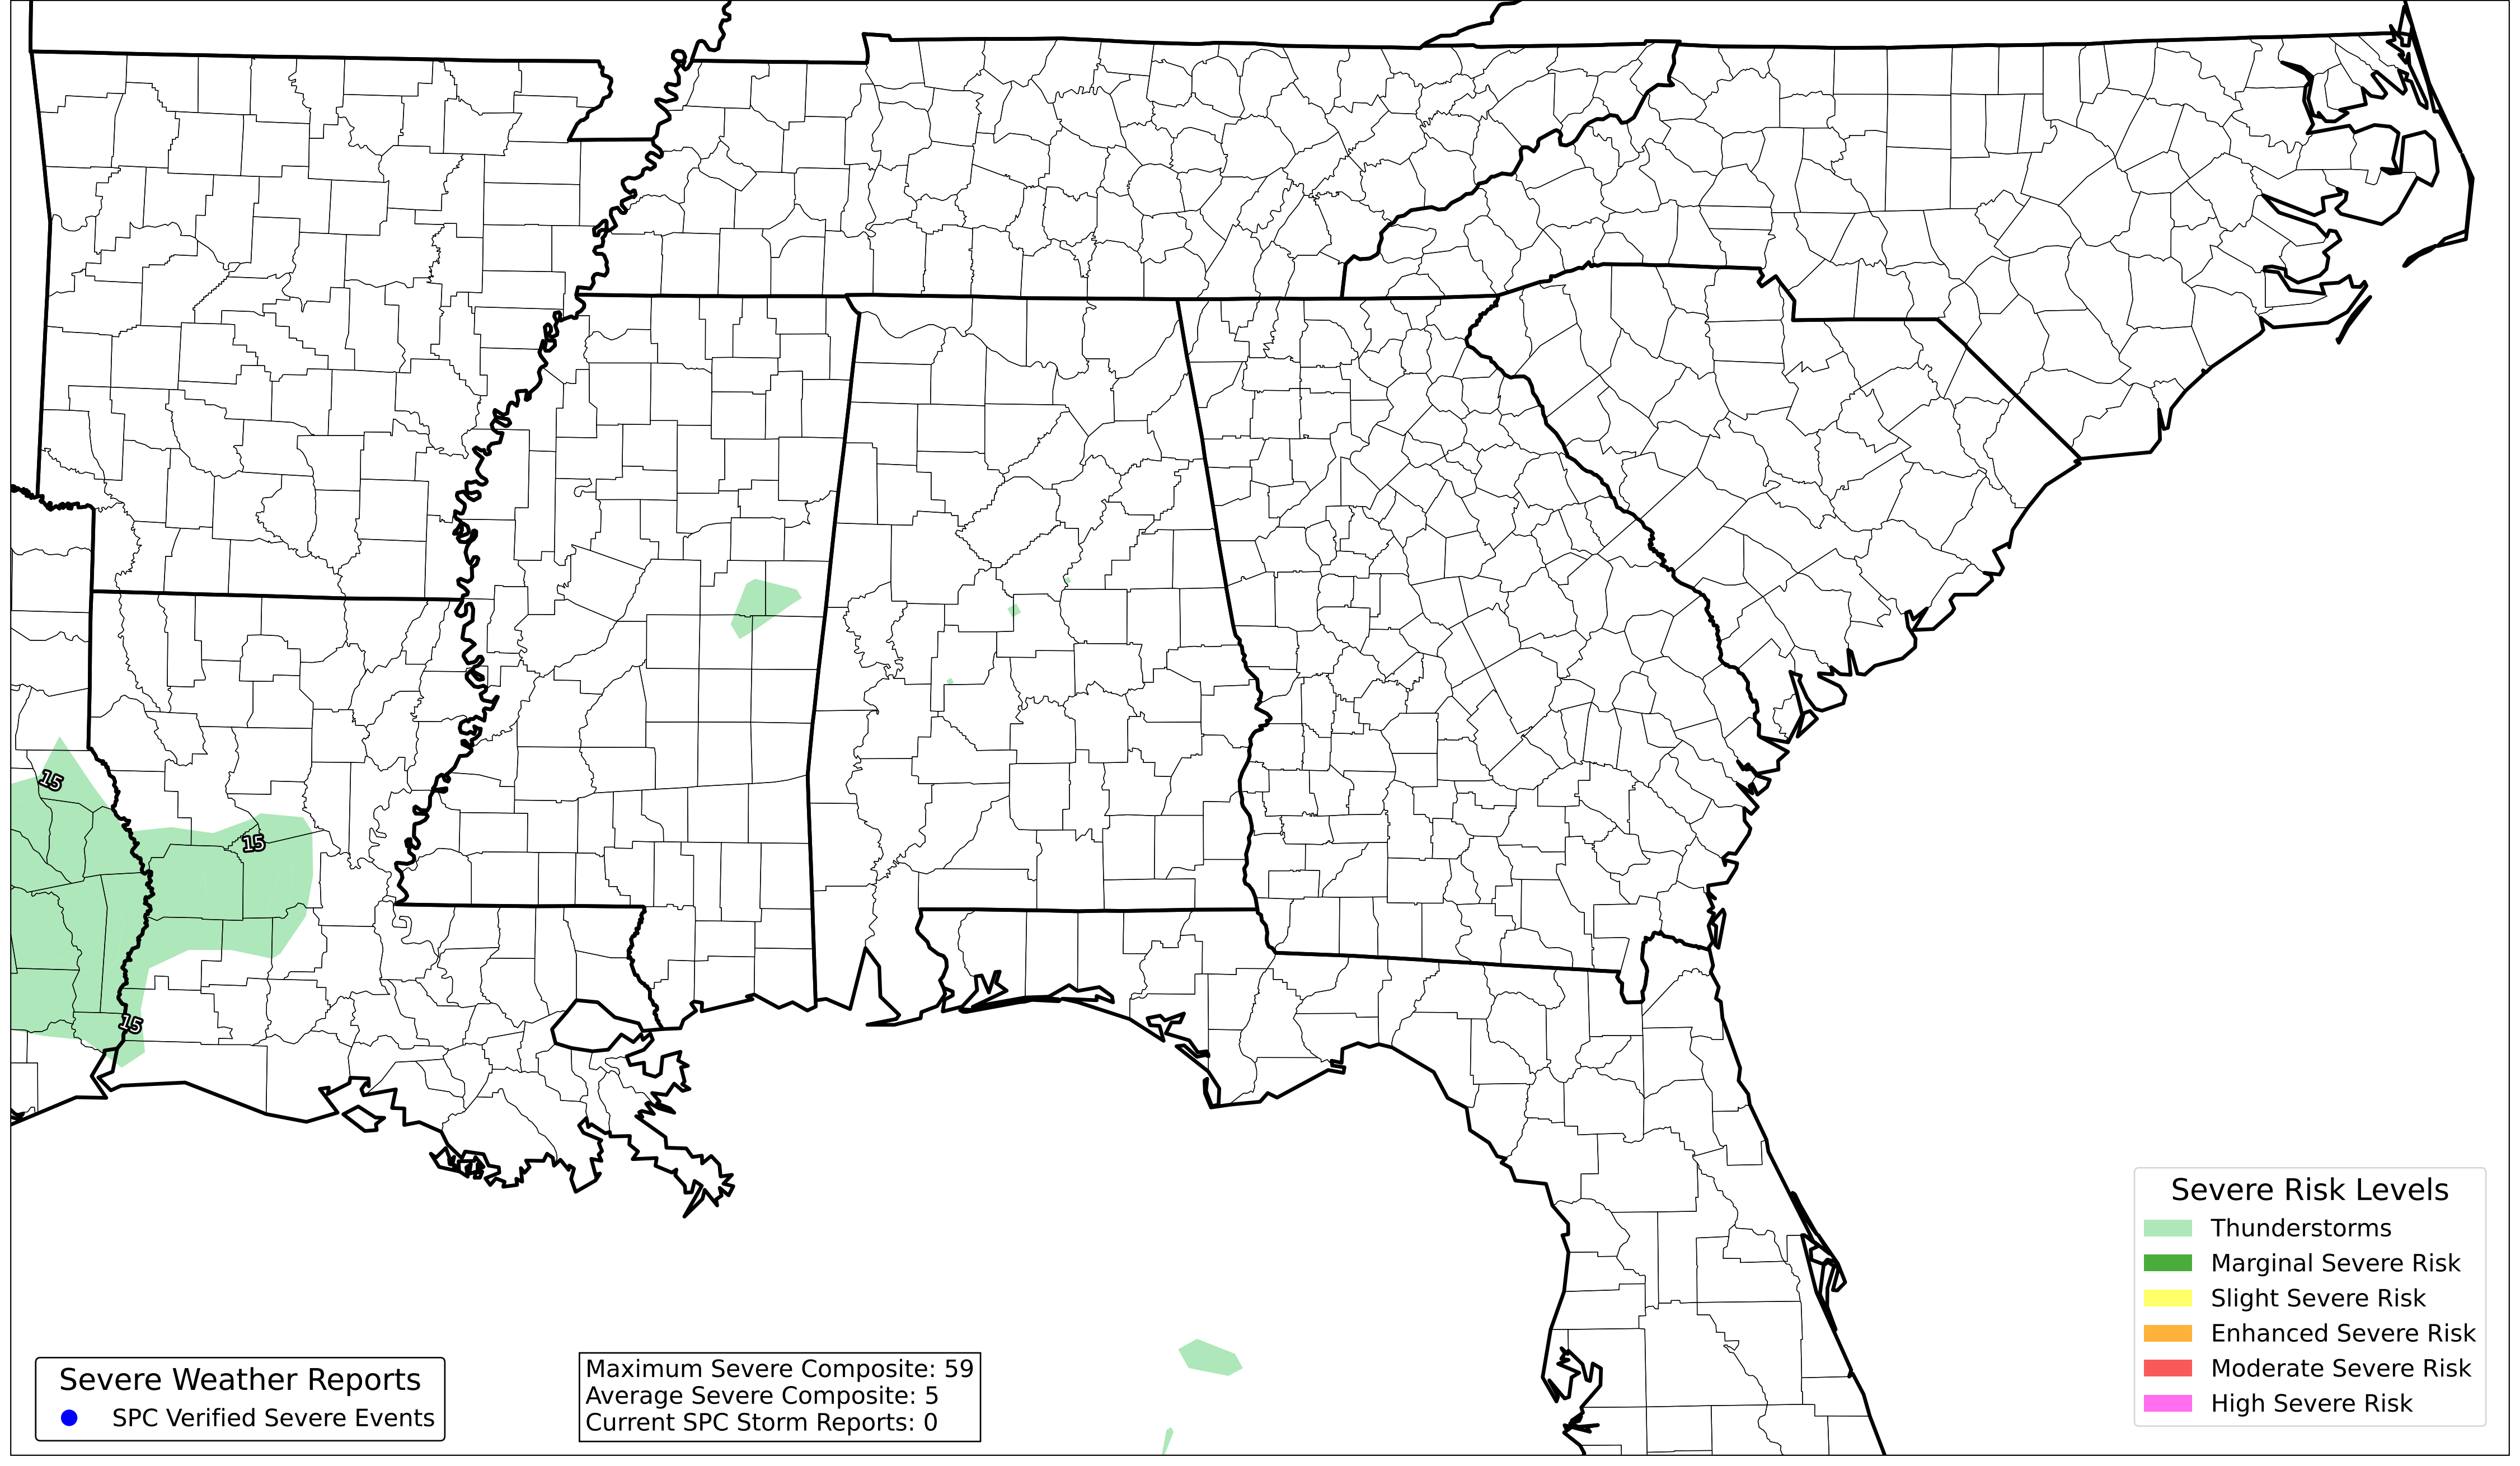 15
15
15
Severe Risk Levels
Thunderstorms
Marginal Severe Risk
Slight Severe Risk
Enhanced Severe Risk
Moderate Severe Risk
High Severe Risk
Severe Weather Reports
SPC Verified Severe Events
Maximum Severe Composite: 59
Average Severe Composite: 5
Current SPC Storm Reports: 0